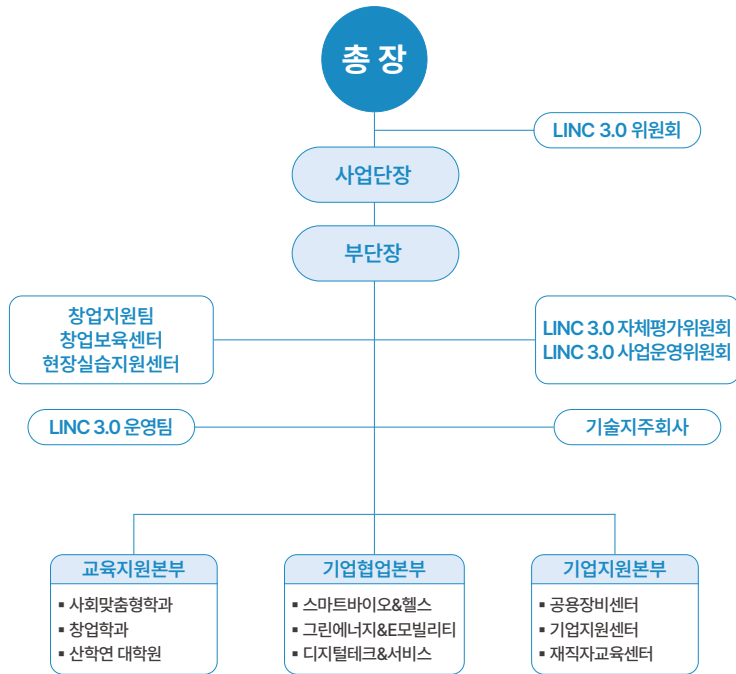 총 장
LINC 3.0 위원회
사업단장
부단장
창업지원팀
창업보육센터
현장실습지원센터
LINC 3.0 자체평가위원회
LINC 3.0 사업운영위원회
LINC 3.0 운영팀
기술지주회사
교육지원본부
▪ 사회맞춤형학과
▪ 창업학과
▪ 산학연 대학원
기업협업본부
▪ 스마트바이오&헬스
▪ 그린에너지&E모빌리티
▪ 디지털테크&서비스
기업지원본부
▪ 공용장비센터
▪ 기업지원센터
▪ 재직자교육센터